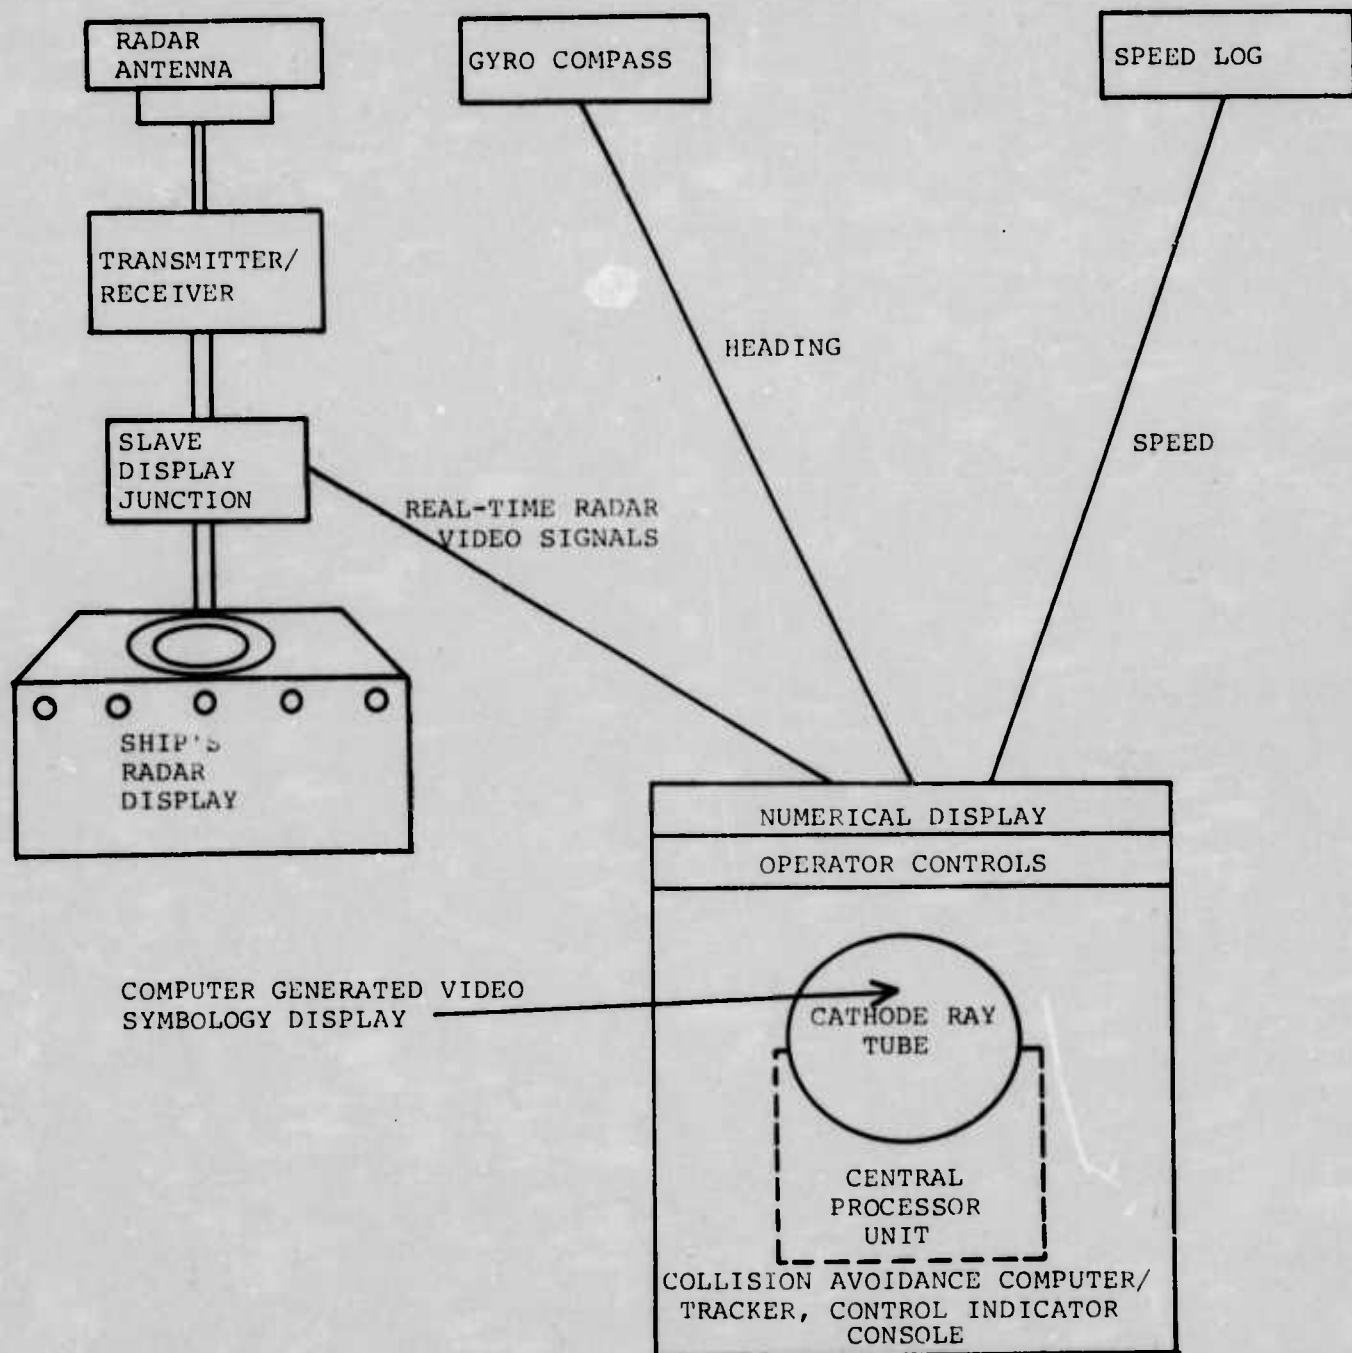 RADAR
ANTENNA
GYRO COMPASS
SPEED LOG
TRANSMITTER/
RECEIVER
HEADING
SLAVE
DISPLAY
JUNCTION
SPEED
REAL-TIME RADAR
VIDEO SIGNALS
SHIP'S
RADAR
DISPLAY
NUMERICAL DISPLAY
OPERATOR CONTROLS
COMPUTER GENERATED VIDEO
SYMBOLOGY DISPLAY
CATHODE RAY
TUBE
CENTRAL
PROCESSOR
UNIT
COLLISION AVOIDANCE COMPUTER/
TRACKER, CONTROL INDICATOR
CONSOLE